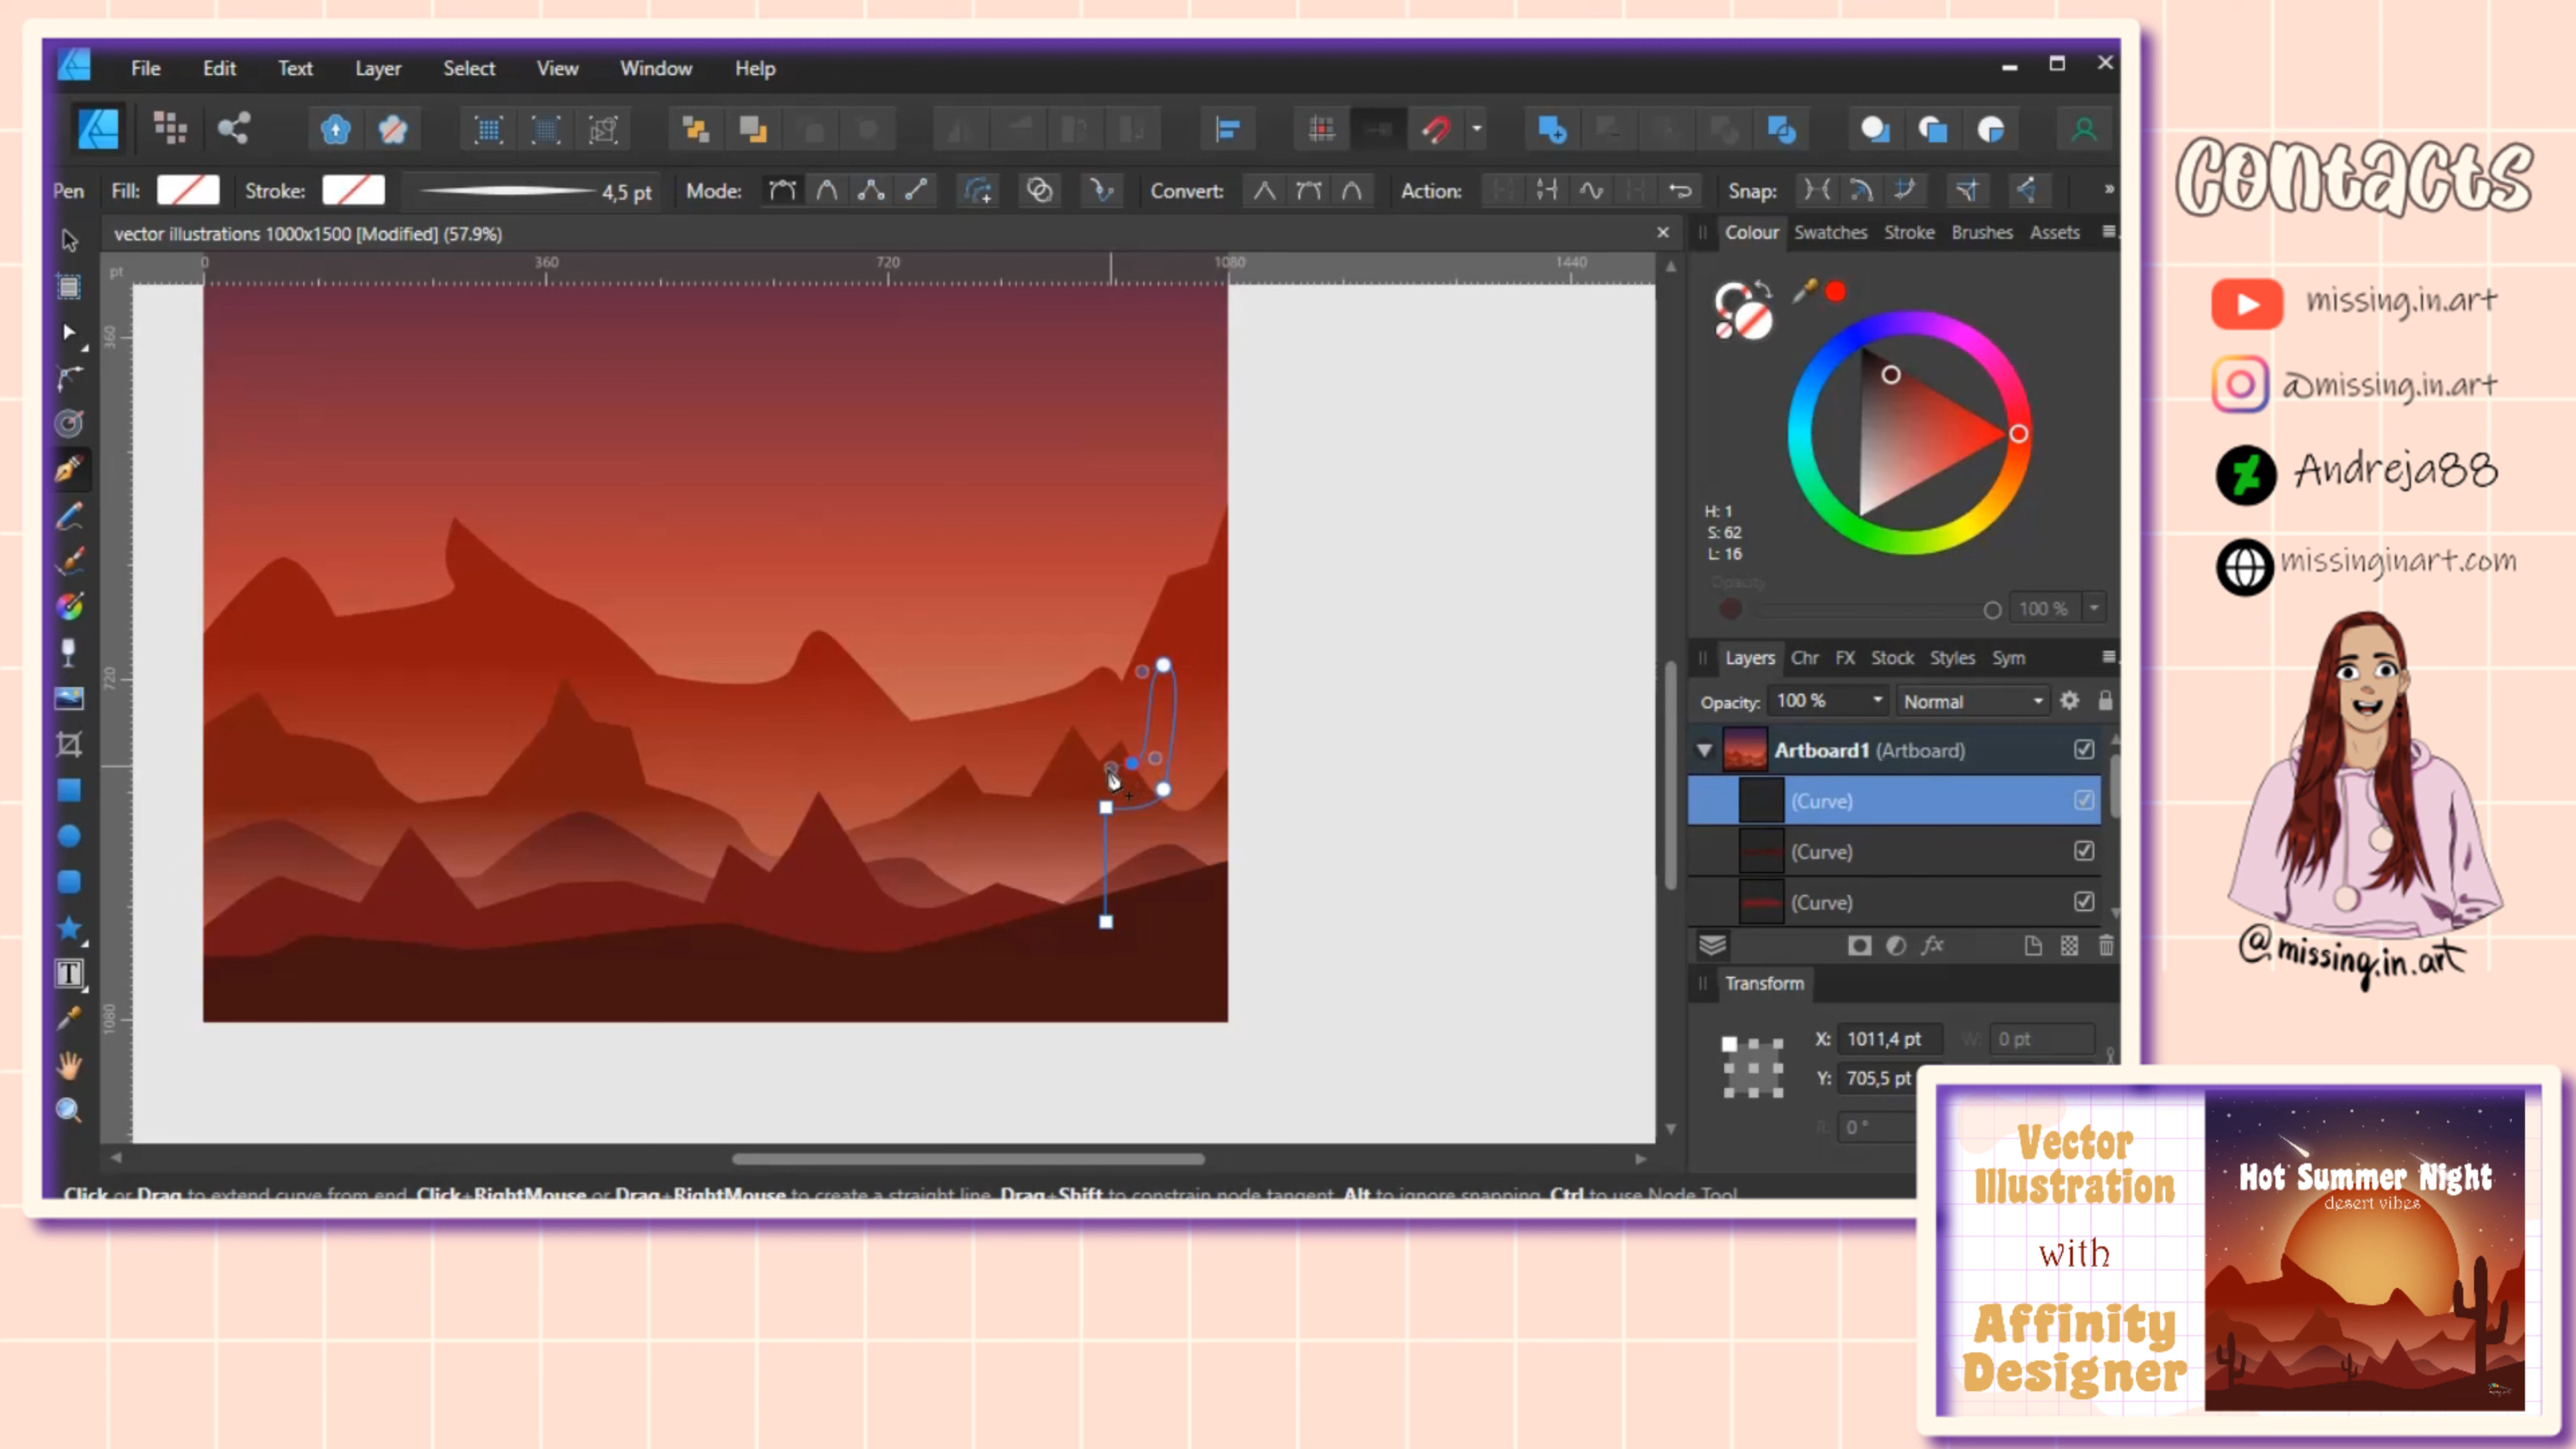 File Edit Text Layer Select View Window Help
Pen Fill: Stroke: 4,5 pt Mode: Convert: Action: Snap: »
vector illustrations 1000x1500 [Modified] (57.9%)
pt 0 360 720 1080 1440
360
720
1080
Colour Swatches Stroke Brushes Assets
H: 1
S: 62
L: 16
Opacity
100 %
Layers Chr FX Stock Styles Sym
Opacity: 100 % Normal
Artboard1 (Artboard)
(Curve)
(Curve)
(Curve)
Transform
X: 1011,4 pt W: 0 pt
Y: 705,5 pt
R: 0 °
Click or Drag to extend curve from end. Click+RightMouse or Drag+RightMouse to create a straight line. Drag+Shift to constrain node tangent. Alt to ignore snapping. Ctrl to use Node Tool
Contacts
missing.in.art
@missing.in.art
Andreja88
missinginart.com
@missing.in.art
Vector
Illustration
with
Affinity
Designer
Hot Summer Night
desert vibes